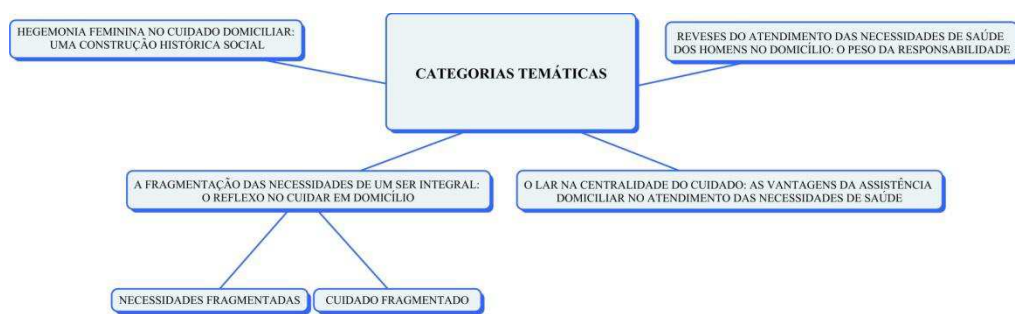 HEGEMONIA FEMININA NO CUIDADO DOMICILIAR:
UMA CONSTRUÇÃO HISTÓRICA SOCIAL
CATEGORIAS TEMÁTICAS
REVESES DO ATENDIMENTO DAS NECESSIDADES DE SAÚDE
DOS HOMENS NO DOMICÍLIO: O PESO DA RESPONSABILIDADE
A FRAGMENTAÇÃO DAS NECESSIDADES DE UM SER INTEGRAL:
O REFLEXO NO CUIDAR EM DOMICÍLIO
O LAR NA CENTRALIDADE DO CUIDADO: AS VANTAGENS DA ASSISTÊNCIA
DOMICILIAR NO ATENDIMENTO DAS NECESSIDADES DE SAÚDE
NECESSIDADES FRAGMENTADAS
CUIDADO FRAGMENTADO